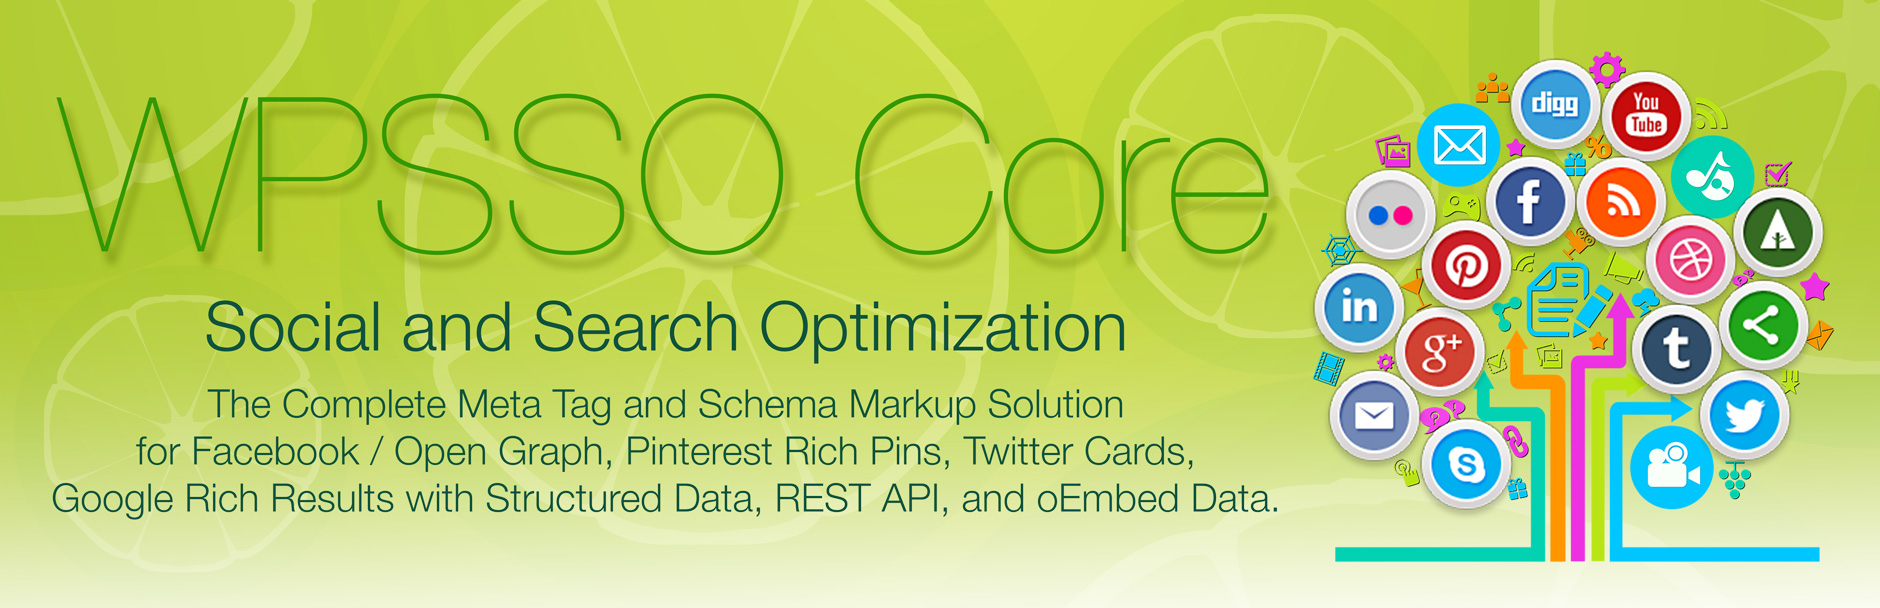 WPSSO Core
Social and Search Optimization
The Complete Meta Tag and Schema Markup Solution
for Facebook / Open Graph, Pinterest Rich Pins, Twitter Cards,
Google Rich Results with Structured Data, REST API, and oEmbed Data.
digg
You
Tube
%
f
in
g+
t
S